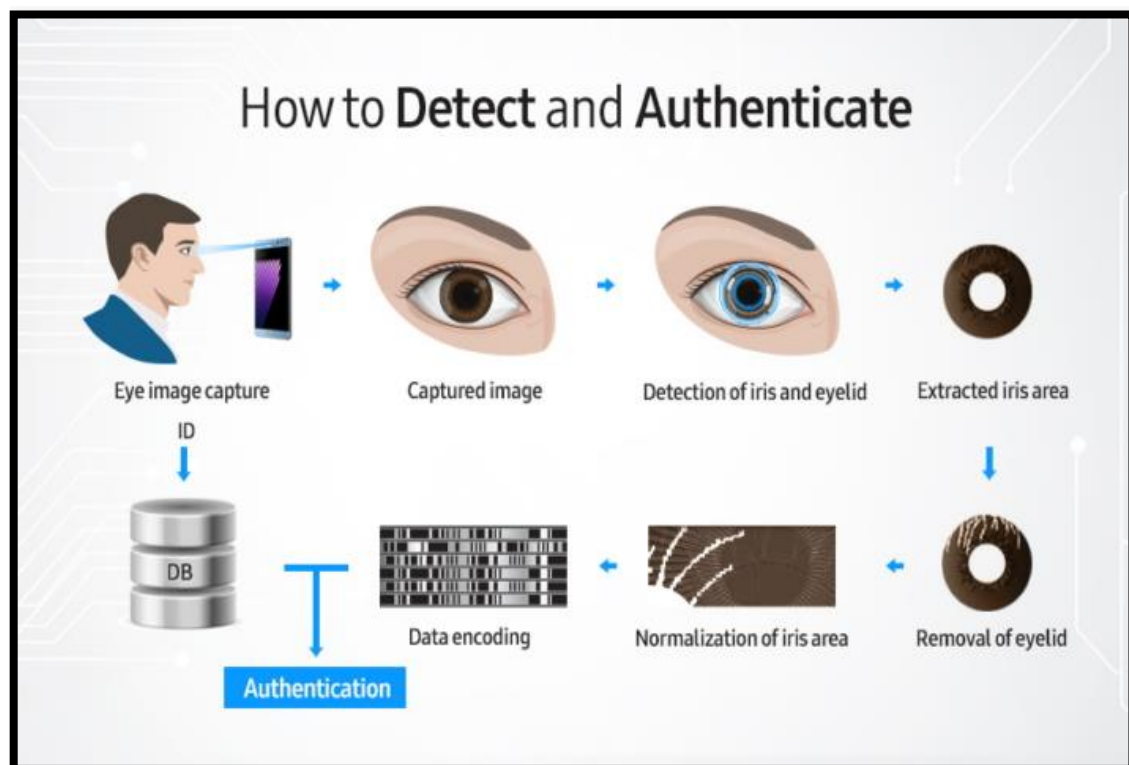 How to Detect and Authenticate
Eye image capture
Captured image
Detection of iris and eyelid
Extracted iris area
ID
DB
Data encoding
Normalization of iris area
Removal of eyelid
Authentication